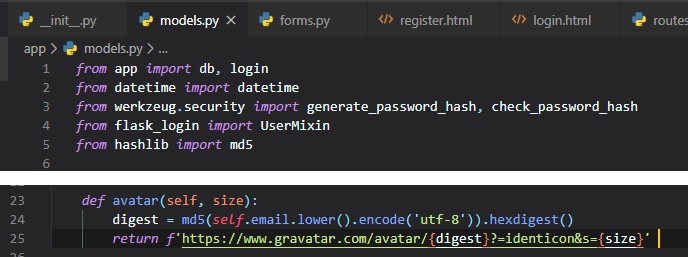 __init__.py models.py × forms.py register.html login.html routes
app > models.py > ...
1 from app import db, login
2 from datetime import datetime
3 from werkzeug.security import generate_password_hash, check_password_hash
4 from flask_login import UserMixin
5 from hashlib import md5
6
23 def avatar(self, size):
24 digest = md5(self.email.lower().encode('utf-8')).hexdigest()
25 return f'https://www.gravatar.com/avatar/{digest}?=identicon&s={size}'